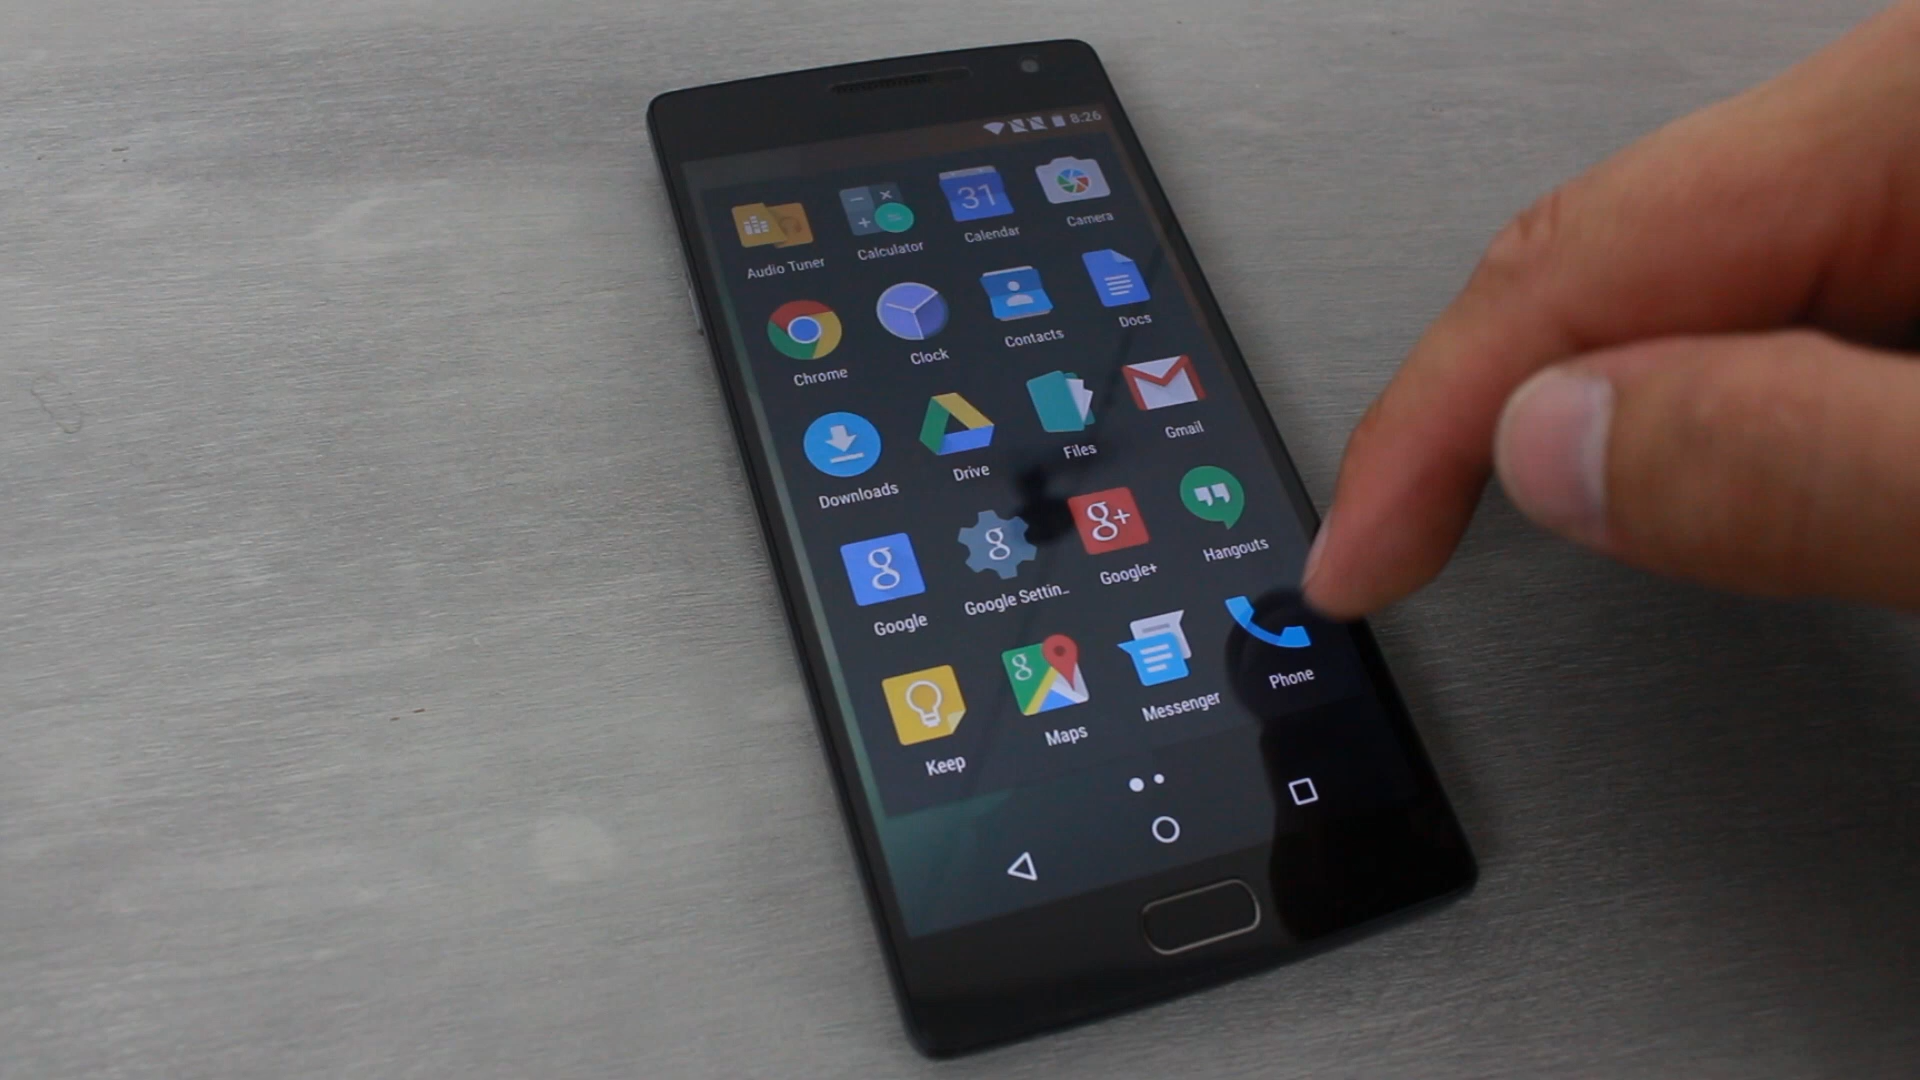 8:26
31
Audio Tuner
Calculator
Calendar
Camera
Chrome
Clock
Contacts
Docs
Downloads
Drive
Files
Gmail
g
g
g+
Google
Google Settin...
Google+
Hangouts
g
Keep
Maps
Messenger
Phone